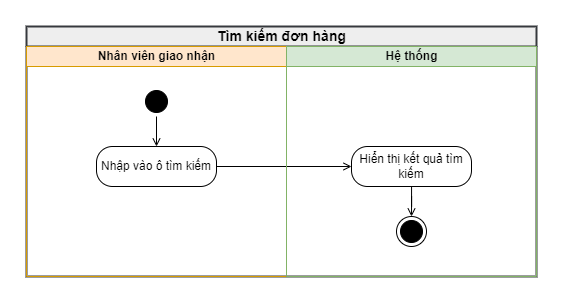 Tìm kiếm đơn hàng
Nhân viên giao nhận
Hệ thống
Nhập vào ô tìm kiếm
Hiển thị kết quả tìm
kiếm